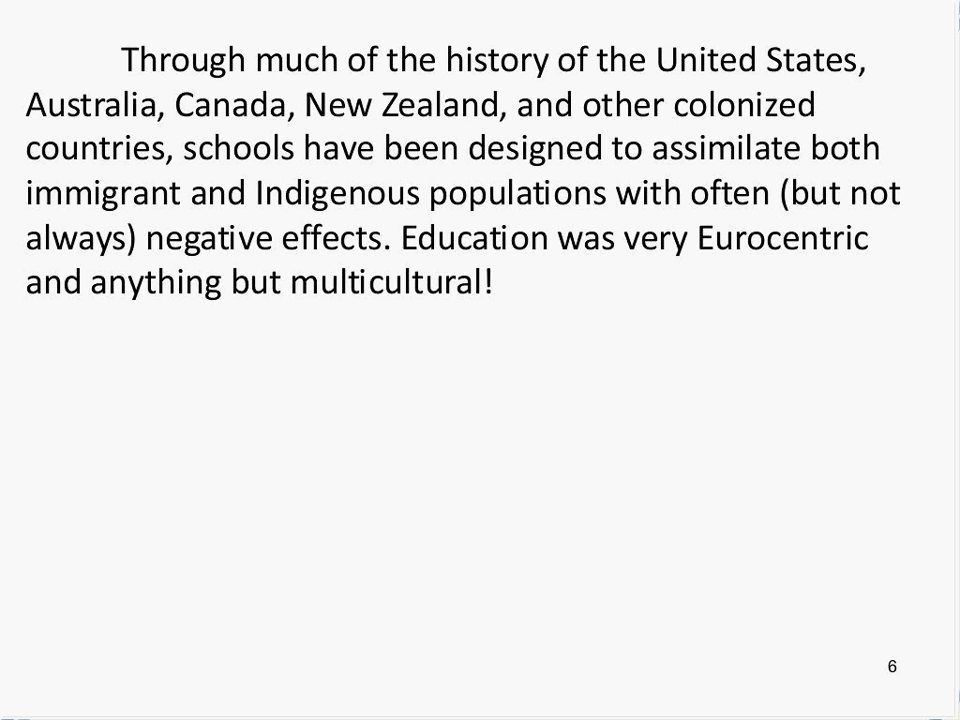 Through much of the history of the United States,
Australia, Canada, New Zealand, and other colonized
countries, schools have been designed to assimilate both
immigrant and Indigenous populations with often (but not
always) negative effects. Education was very Eurocentric
and anything but multicultural!
6